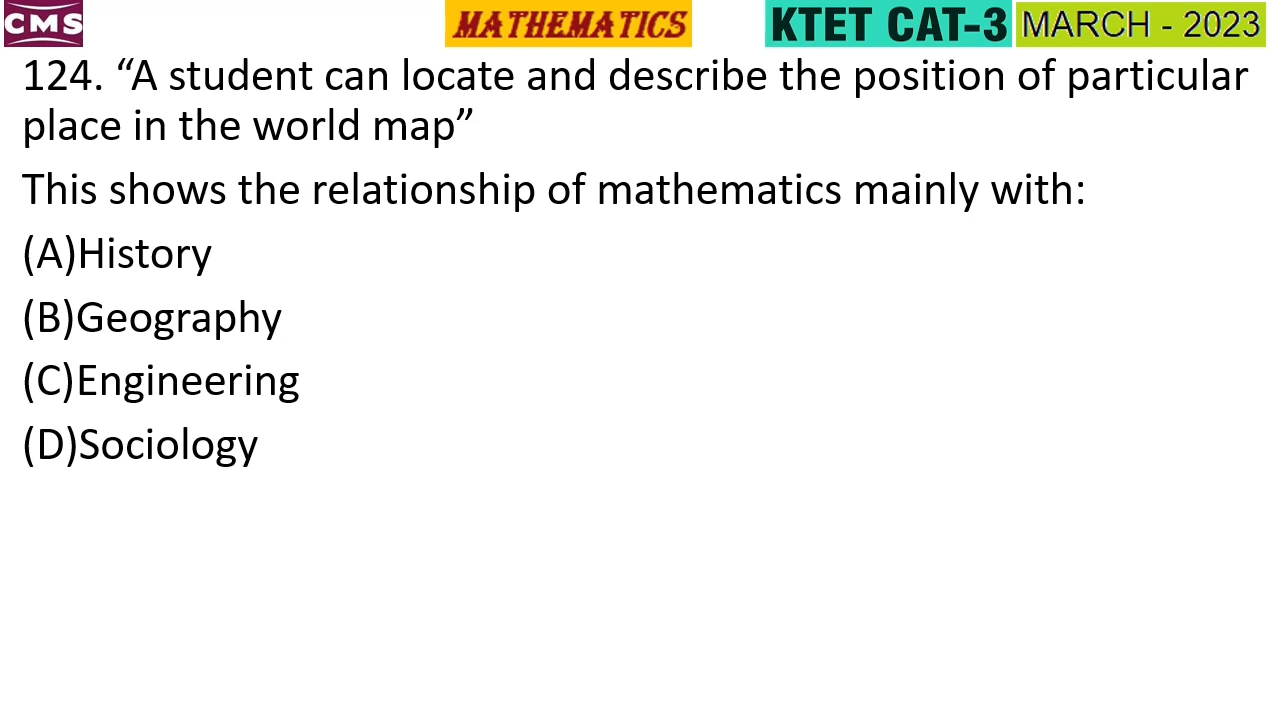 CMS
MATHEMATICS
KTET CAT-3
MARCH - 2023
124. “A student can locate and describe the position of particular
place in the world map”
This shows the relationship of mathematics mainly with:
(A)History
(B)Geography
(C)Engineering
(D)Sociology